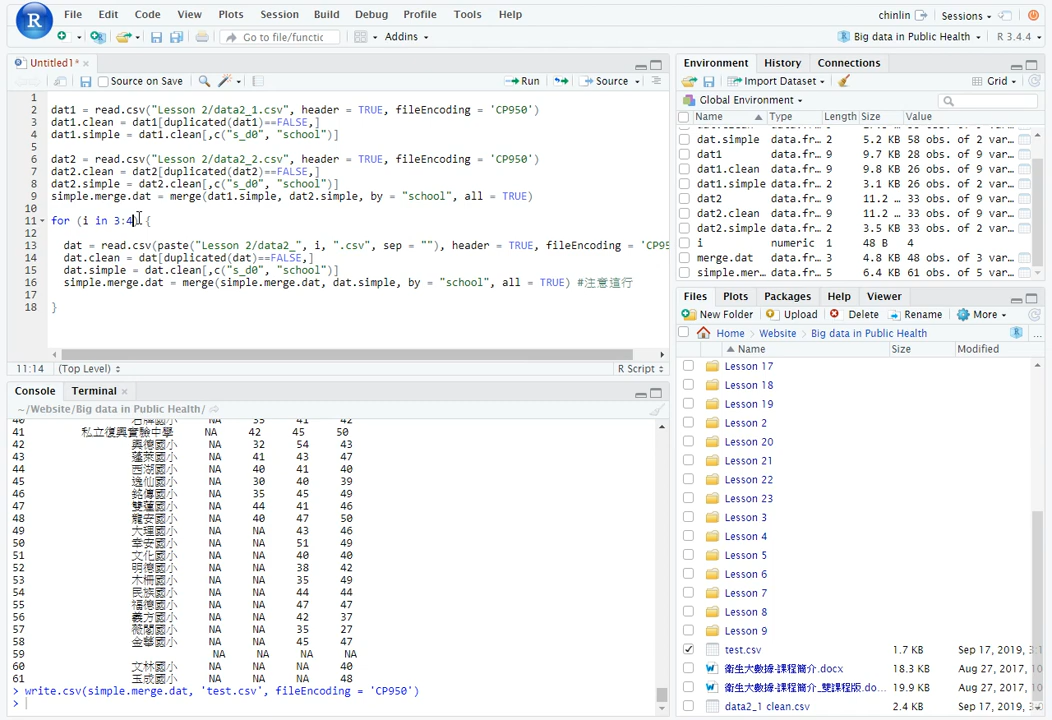 File Edit Code View Plots Session Build Debug Profile Tools Help chinlin Sessions
Go to file/functic Addins Big data in Public Health R 3.4.4
Untitled1*
Source on Save Run Source
1
2 dat1 = read.csv("Lesson 2/data2_1.csv", header = TRUE, fileEncoding = 'CP950')
3 dat1.clean = dat1[duplicated(dat1)==FALSE,]
4 dat1.simple = dat1.clean[,c("s_d0", "school")]
5
6 dat2 = read.csv("Lesson 2/data2_2.csv", header = TRUE, fileEncoding = 'CP950')
7 dat2.clean = dat2[duplicated(dat2)==FALSE,]
8 dat2.simple = dat2.clean[,c("s_d0", "school")]
9 simple.merge.dat = merge(dat1.simple, dat2.simple, by = "school", all = TRUE)
10
11 for (i in 3:4) {
12
13 dat = read.csv(paste("Lesson 2/data2_", i, ".csv", sep = ""), header = TRUE, fileEncoding = 'CP95
14 dat.clean = dat[duplicated(dat)==FALSE,]
15 dat.simple = dat.clean[,c("s_d0", "school")]
16 simple.merge.dat = merge(simple.merge.dat, dat.simple, by = "school", all = TRUE) #注意這行
17
18 }
11:14 (Top Level) R Script
Console Terminal
~/Website/Big data in Public Health/
40 石牌國小 NA 35 41 42
41 私立復興實驗中學 NA 42 45 50
42 興德國小 NA 32 54 43
43 蓬萊國小 NA 41 43 47
44 西湖國小 NA 40 41 40
45 逸仙國小 NA 30 40 39
46 銘傳國小 NA 35 45 49
47 雙蓮國小 NA 44 41 46
48 龍安國小 NA 40 47 50
49 大理國小 NA NA 43 46
50 幸安國小 NA NA 51 49
51 文化國小 NA NA 40 40
52 明德國小 NA NA 38 42
53 木柵國小 NA NA 35 49
54 民族國小 NA NA 44 44
55 福德國小 NA NA 47 47
56 義方國小 NA NA 42 37
57 薇閣國小 NA NA 35 27
58 金華國小 NA NA 45 47
59 NA NA NA NA
60 文林國小 NA NA NA 40
61 玉成國小 NA NA NA 48
> write.csv(simple.merge.dat, 'test.csv', fileEncoding = 'CP950')
>
Environment History Connections
Import Dataset Grid
Global Environment
Name Type Length Size Value
dat.clean data.fr… 9
dat.simple data.fr… 2 5.2 KB 58 obs. of 2 var…
dat1 data.fr… 9 9.7 KB 28 obs. of 9 var…
dat1.clean data.fr… 9 9.8 KB 26 obs. of 9 var…
dat1.simple data.fr… 2 3.1 KB 26 obs. of 2 var…
dat2 data.fr… 9 11.2 … 33 obs. of 9 var…
dat2.clean data.fr… 9 11.2 … 33 obs. of 9 var…
dat2.simple data.fr… 2 3.5 KB 33 obs. of 2 var…
i numeric 1 48 B 4
merge.dat data.fr… 3 4.8 KB 48 obs. of 3 var…
simple.mer… data.fr… 5 6.4 KB 61 obs. of 5 var…
Files Plots Packages Help Viewer
New Folder Upload Delete Rename More
Home Website Big data in Public Health ...
Name Size Modified
Lesson 17
Lesson 18
Lesson 19
Lesson 2
Lesson 20
Lesson 21
Lesson 22
Lesson 23
Lesson 3
Lesson 4
Lesson 5
Lesson 6
Lesson 7
Lesson 8
Lesson 9
test.csv 1.7 KB Sep 17, 2019, 3:1
衛生大數據-課程簡介.docx 18.3 KB Aug 27, 2017, 10
衛生大數據-課程簡介_雙課程版.do... 19.9 KB Aug 27, 2017, 10
data2_1 clean.csv 2.4 KB Sep 17, 2019, 3:0